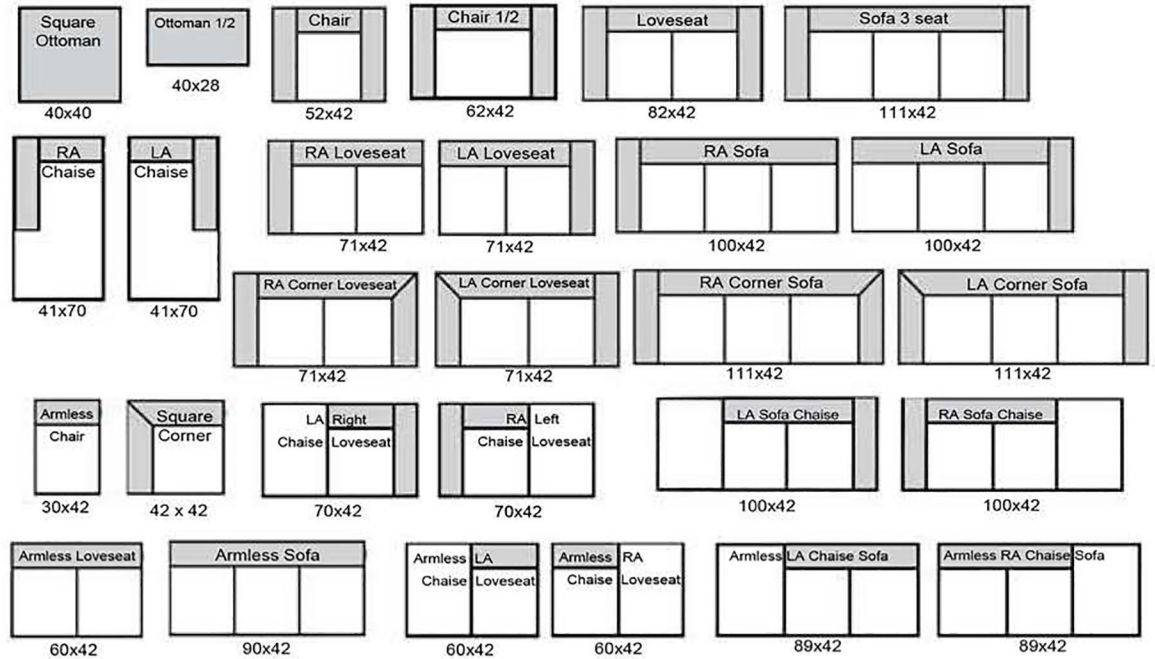 Square
Ottoman
40x40
Ottoman 1/2
40x28
Chair
52x42
Chair 1/2
62x42
Loveseat
82x42
Sofa 3 seat
111x42
RA
Chaise
41x70
LA
Chaise
41x70
RA Loveseat
71x42
LA Loveseat
71x42
RA Sofa
100x42
LA Sofa
100x42
RA Corner Loveseat
71x42
LA Corner Loveseat
71x42
RA Corner Sofa
111x42
LA Corner Sofa
111x42
Armless
Chair
30x42
Square
Corner
42 x 42
LA Right
Chaise Loveseat
70x42
RA Left
Chaise Loveseat
70x42
LA Sofa Chaise
100x42
RA Sofa Chaise
100x42
Armless Loveseat
60x42
Armless Sofa
90x42
Armless LA
Chaise Loveseat
60x42
Armless RA
Chaise Loveseat
60x42
Armless LA Chaise Sofa
89x42
Armless RA Chaise Sofa
89x42